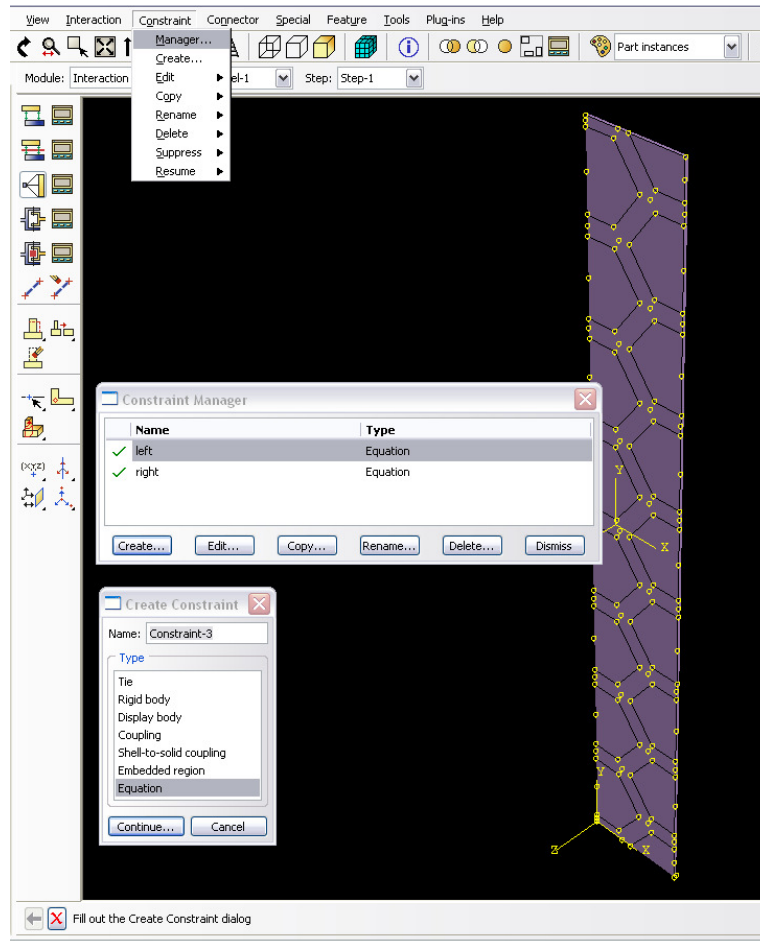 View Interaction Constraint Connector Special Feature Tools Plug-ins Help
Manager...
Part instances
Create...
Module: Interaction el-1 Step: Step-1
Edit
Copy
Rename
Delete
Suppress
Resume
(XYZ)
Constraint Manager
Name Type
left Equation
right Equation
Create... Edit... Copy... Rename... Delete... Dismiss
Y
X
Create Constraint
Name: Constraint-3
Type
Tie
Rigid body
Display body
Coupling
Shell-to-solid coupling
Embedded region
Equation
Continue... Cancel
Y
Z X
Fill out the Create Constraint dialog